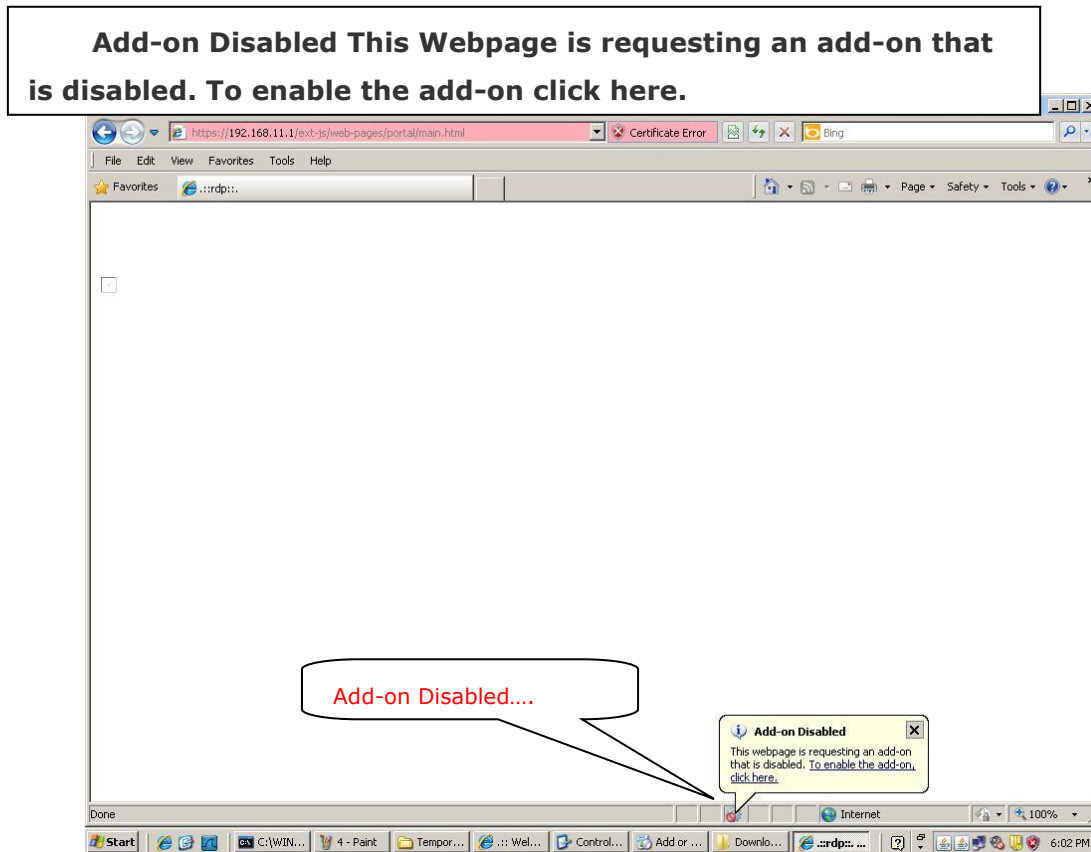 Add-on Disabled This Webpage is requesting an add-on that
is disabled. To enable the add-on click here.
https://192.168.11.1/ext-js/web-pages/portal/main.html
Certificate Error
Bing
File Edit View Favorites Tools Help
Favorites
.::rdp::.
Page
Safety
Tools
Add-on Disabled....
Add-on Disabled
This webpage is requesting an add-on
that is disabled. To enable the add-on,
click here.
Done
Internet
100%
Start
C:\WIN...
4 - Paint
Tempor...
.:: Wel...
Control...
Add or ...
Downlo...
.::rdp::. ...
6:02 PM